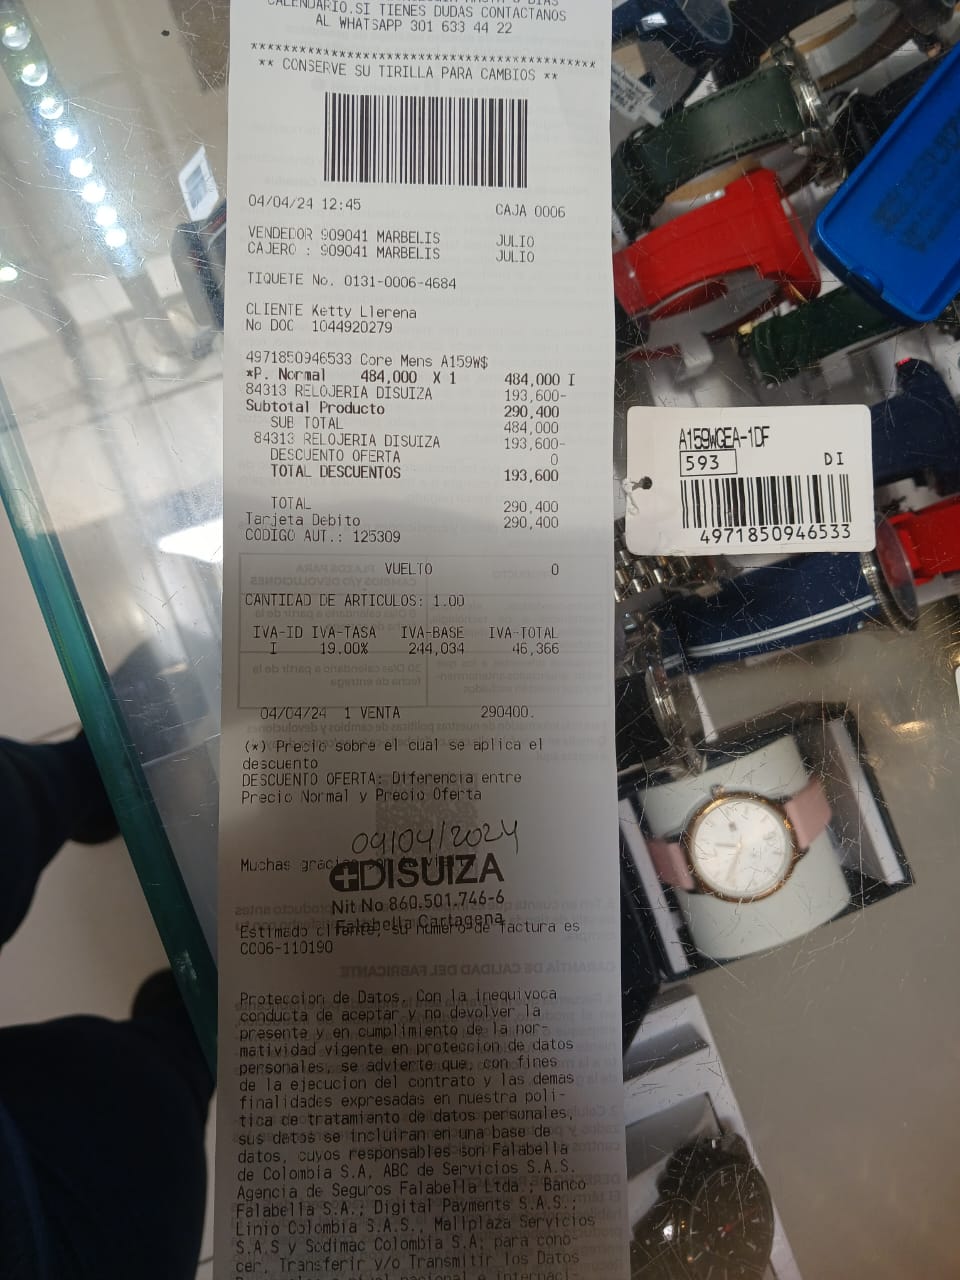 CALENDARIO.SI TIENES DUDAS CONTACTANOS
AL WHATSAPP 301 633 44 22
** CONSERVE SU TIRILLA PARA CAMBIOS **
04/04/24 12:45 CAJA 0006
VENDEDOR 909041 MARBELIS JULIO
CAJERO : 909041 MARBELIS JULIO
TIQUETE No. 0131-0006-4684
CLIENTE Ketty Llerena
No DOC 1044920279
4971850946533 Core Mens A159W$
*P. Normal 484,000 X 1 484,000 I
84313 RELOJERIA DISUIZA 193,600-
Subtotal Producto 290,400
SUB TOTAL 484,000
84313 RELOJERIA DISUIZA 193,600-
DESCUENTO OFERTA 0
TOTAL DESCUENTOS 193,600
TOTAL 290,400
Tarjeta Debito 290,400
CODIGO AUT.: 125309
VUELTO 0
CANTIDAD DE ARTICULOS: 1.00
IVA-ID IVA-TASA IVA-BASE IVA-TOTAL
I 19.00% 244,034 46,366
04/04/24 1 VENTA 290400.
(*) Precio sobre el cual se aplica el
descuento
DESCUENTO OFERTA: Diferencia entre
Precio Normal y Precio Oferta
09/04/2024
Muchas gracias por su
DISUIZA
Nit No 860.501.746-6
Falabella Cartagena
Estimado cliente, su numero de factura es
CC06-110190
Proteccion de Datos. Con la inequivoca
conducta de aceptar y no devolver la
presente y en cumplimiento de la nor-
matividad vigente en proteccion de datos
personales, se advierte que, con fines
de la ejecucion del contrato y las demas
finalidades expresadas en nuestra poli-
tica de tratamiento de datos personales,
sus datos se incluiran en una base de
datos, cuyos responsables son Falabella
de Colombia S.A, ABC de Servicios S.A.S.
Agencia de Seguros Falabella Ltda., Banco
Falabella S.A.; Digital Payments S.A.S.;
Linio Colombia S.A.S., Mallplaza Servicios
S.A.S y Sodimac Colombia S.A; para cono-
cer, Transferir y/o Transmitir los Datos
A159WGEA-1DF
593 DI
4971850946533